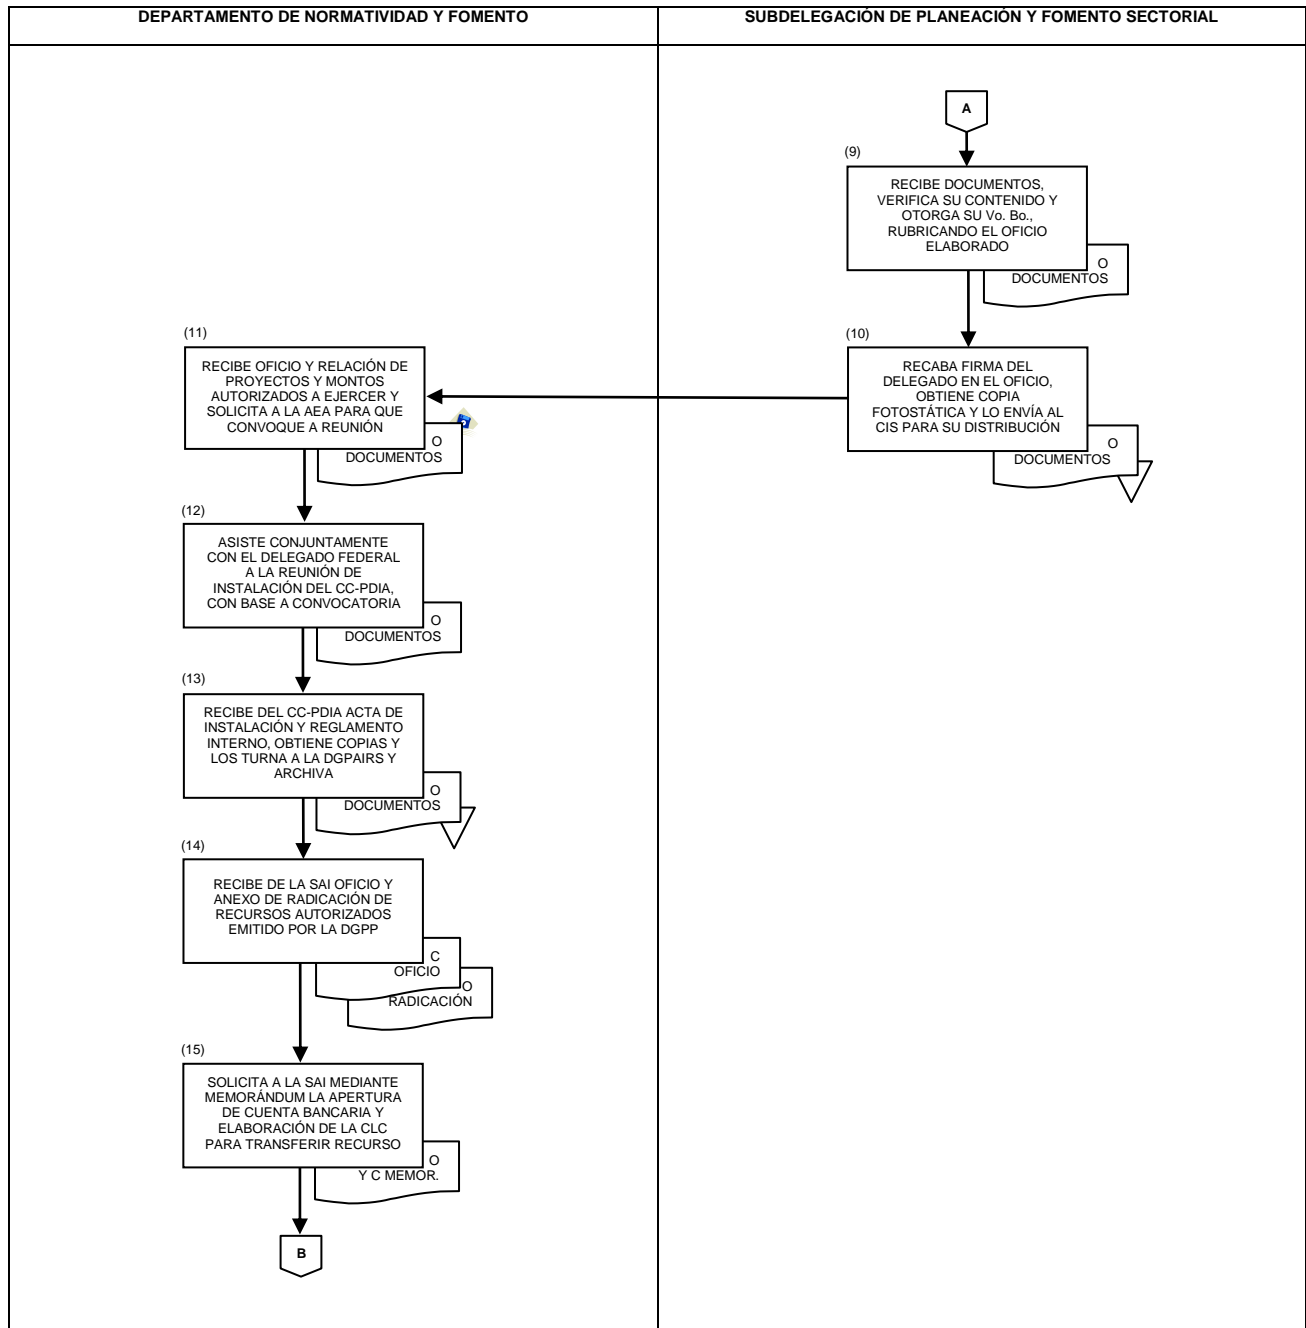 DEPARTAMENTO DE NORMATIVIDAD Y FOMENTO
SUBDELEGACIÓN DE PLANEACIÓN Y FOMENTO SECTORIAL
A
(9)
RECIBE DOCUMENTOS,
VERIFICA SU CONTENIDO Y
OTORGA SU Vo. Bo.,
RUBRICANDO EL OFICIO
ELABORADO
O
DOCUMENTOS
(10)
RECABA FIRMA DEL
DELEGADO EN EL OFICIO,
OBTIENE COPIA
FOTOSTÁTICA Y LO ENVÍA AL
CIS PARA SU DISTRIBUCIÓN
O
DOCUMENTOS
(11)
RECIBE OFICIO Y RELACIÓN DE
PROYECTOS Y MONTOS
AUTORIZADOS A EJERCER Y
SOLICITA A LA AEA PARA QUE
CONVOQUE A REUNIÓN
O
DOCUMENTOS
(12)
ASISTE CONJUNTAMENTE
CON EL DELEGADO FEDERAL
A LA REUNIÓN DE
INSTALACIÓN DEL CC-PDIA,
CON BASE A CONVOCATORIA
O
DOCUMENTOS
(13)
RECIBE DEL CC-PDIA ACTA DE
INSTALACIÓN Y REGLAMENTO
INTERNO, OBTIENE COPIAS Y
LOS TURNA A LA DGPAIRS Y
ARCHIVA
O
DOCUMENTOS
(14)
RECIBE DE LA SAI OFICIO Y
ANEXO DE RADICACIÓN DE
RECURSOS AUTORIZADOS
EMITIDO POR LA DGPP
C
OFICIO
O
RADICACIÓN
(15)
SOLICITA A LA SAI MEDIANTE
MEMORÁNDUM LA APERTURA
DE CUENTA BANCARIA Y
ELABORACIÓN DE LA CLC
PARA TRANSFERIR RECURSO
O
Y C MEMOR.
B